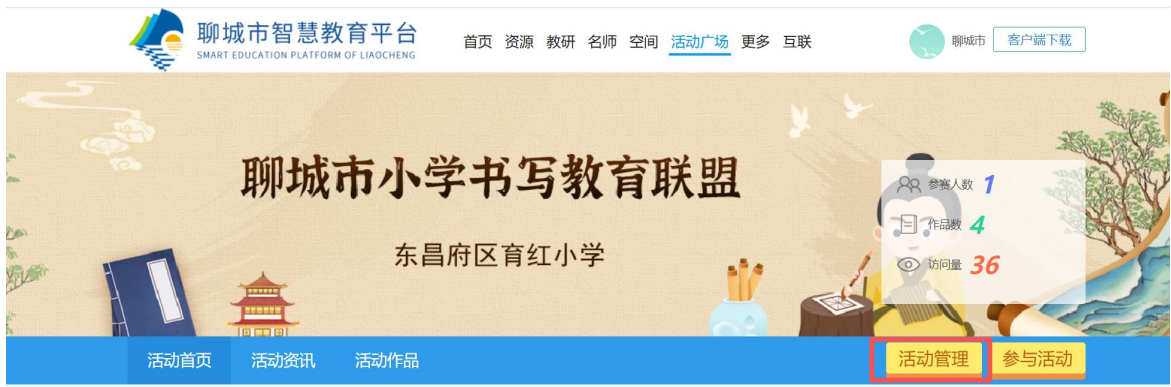 聊城市智慧教育平台
SMART EDUCATION PLATFORM OF LIAOCHENG
首页 资源 教研 名师 空间 活动广场 更多 互联
聊城市 客户端下载
聊城市小学书写教育联盟
东昌府区育红小学
参赛人数 1
作品数 4
访问量 36
活动首页 活动资讯 活动作品 活动管理 参与活动